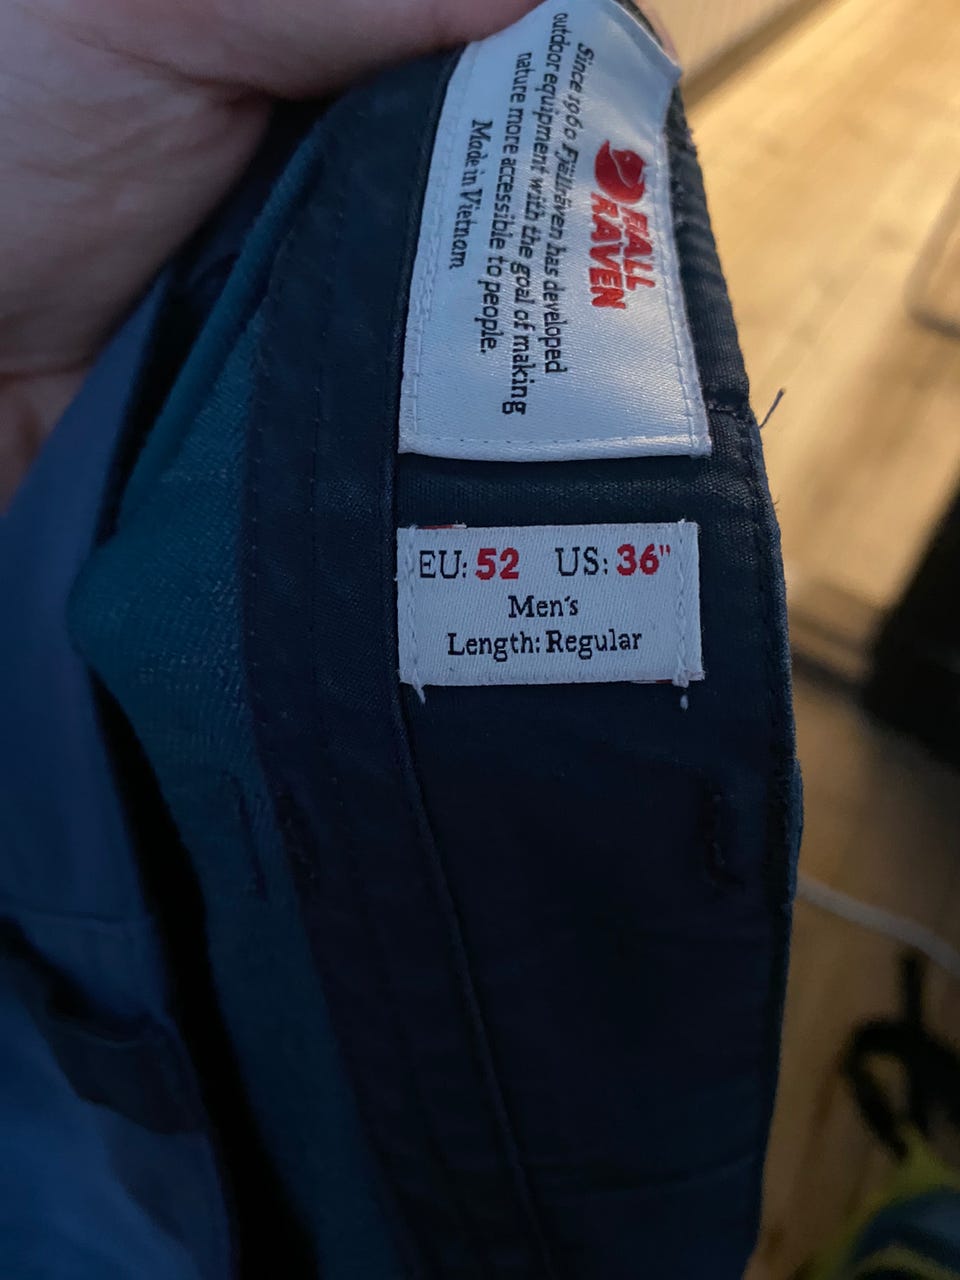 FJÄLL
RÄVEN
Since 1960 Fjällräven has developed
outdoor equipment with the goal of making
nature more accessible to people.
Made in Vietnam
EU: 52 US: 36"
Men's
Length: Regular